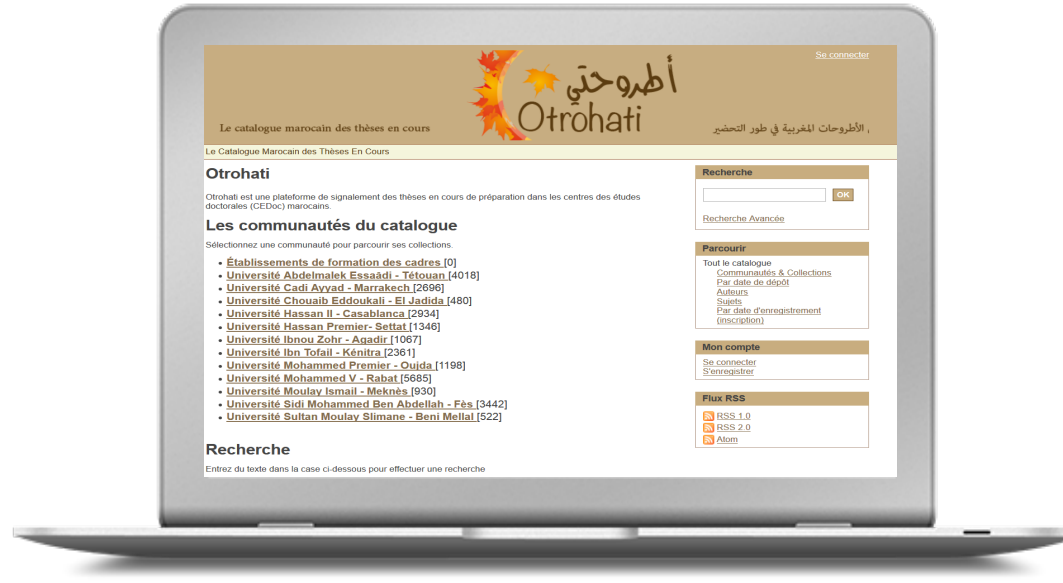 Se connecter
أطروحتي
Otrohati
Le catalogue marocain des thèses en cours
الأطروحات المغربية في طور التحضير
Le Catalogue Marocain des Thèses En Cours
Otrohati
Otrohati est une plateforme de signalement des thèses en cours de préparation dans les centres des études
doctorales (CEDoc) marocains.
Les communautés du catalogue
Sélectionnez une communauté pour parcourir ses collections.
Établissements de formation des cadres [0]
Université Abdelmalek Essaâdi - Tétouan [4018]
Université Cadi Ayyad - Marrakech [2696]
Université Chouaib Eddoukali - El Jadida [480]
Université Hassan II - Casablanca [2934]
Université Hassan Premier- Settat [1346]
Université Ibnou Zohr - Agadir [1067]
Université Ibn Tofail - Kénitra [2361]
Université Mohammed Premier - Oujda [1198]
Université Mohammed V - Rabat [5685]
Université Moulay Ismail - Meknès [930]
Université Sidi Mohammed Ben Abdellah - Fès [3442]
Université Sultan Moulay Slimane - Beni Mellal [522]
Recherche
Entrez du texte dans la case ci-dessous pour effectuer une recherche
Recherche
OK
Recherche Avancée
Parcourir
Tout le catalogue
Communautés & Collections
Par date de dépôt
Auteurs
Sujets
Par date d'enregistrement
(inscription)
Mon compte
Se connecter
S'enregistrer
Flux RSS
RSS 1.0
RSS 2.0
Atom